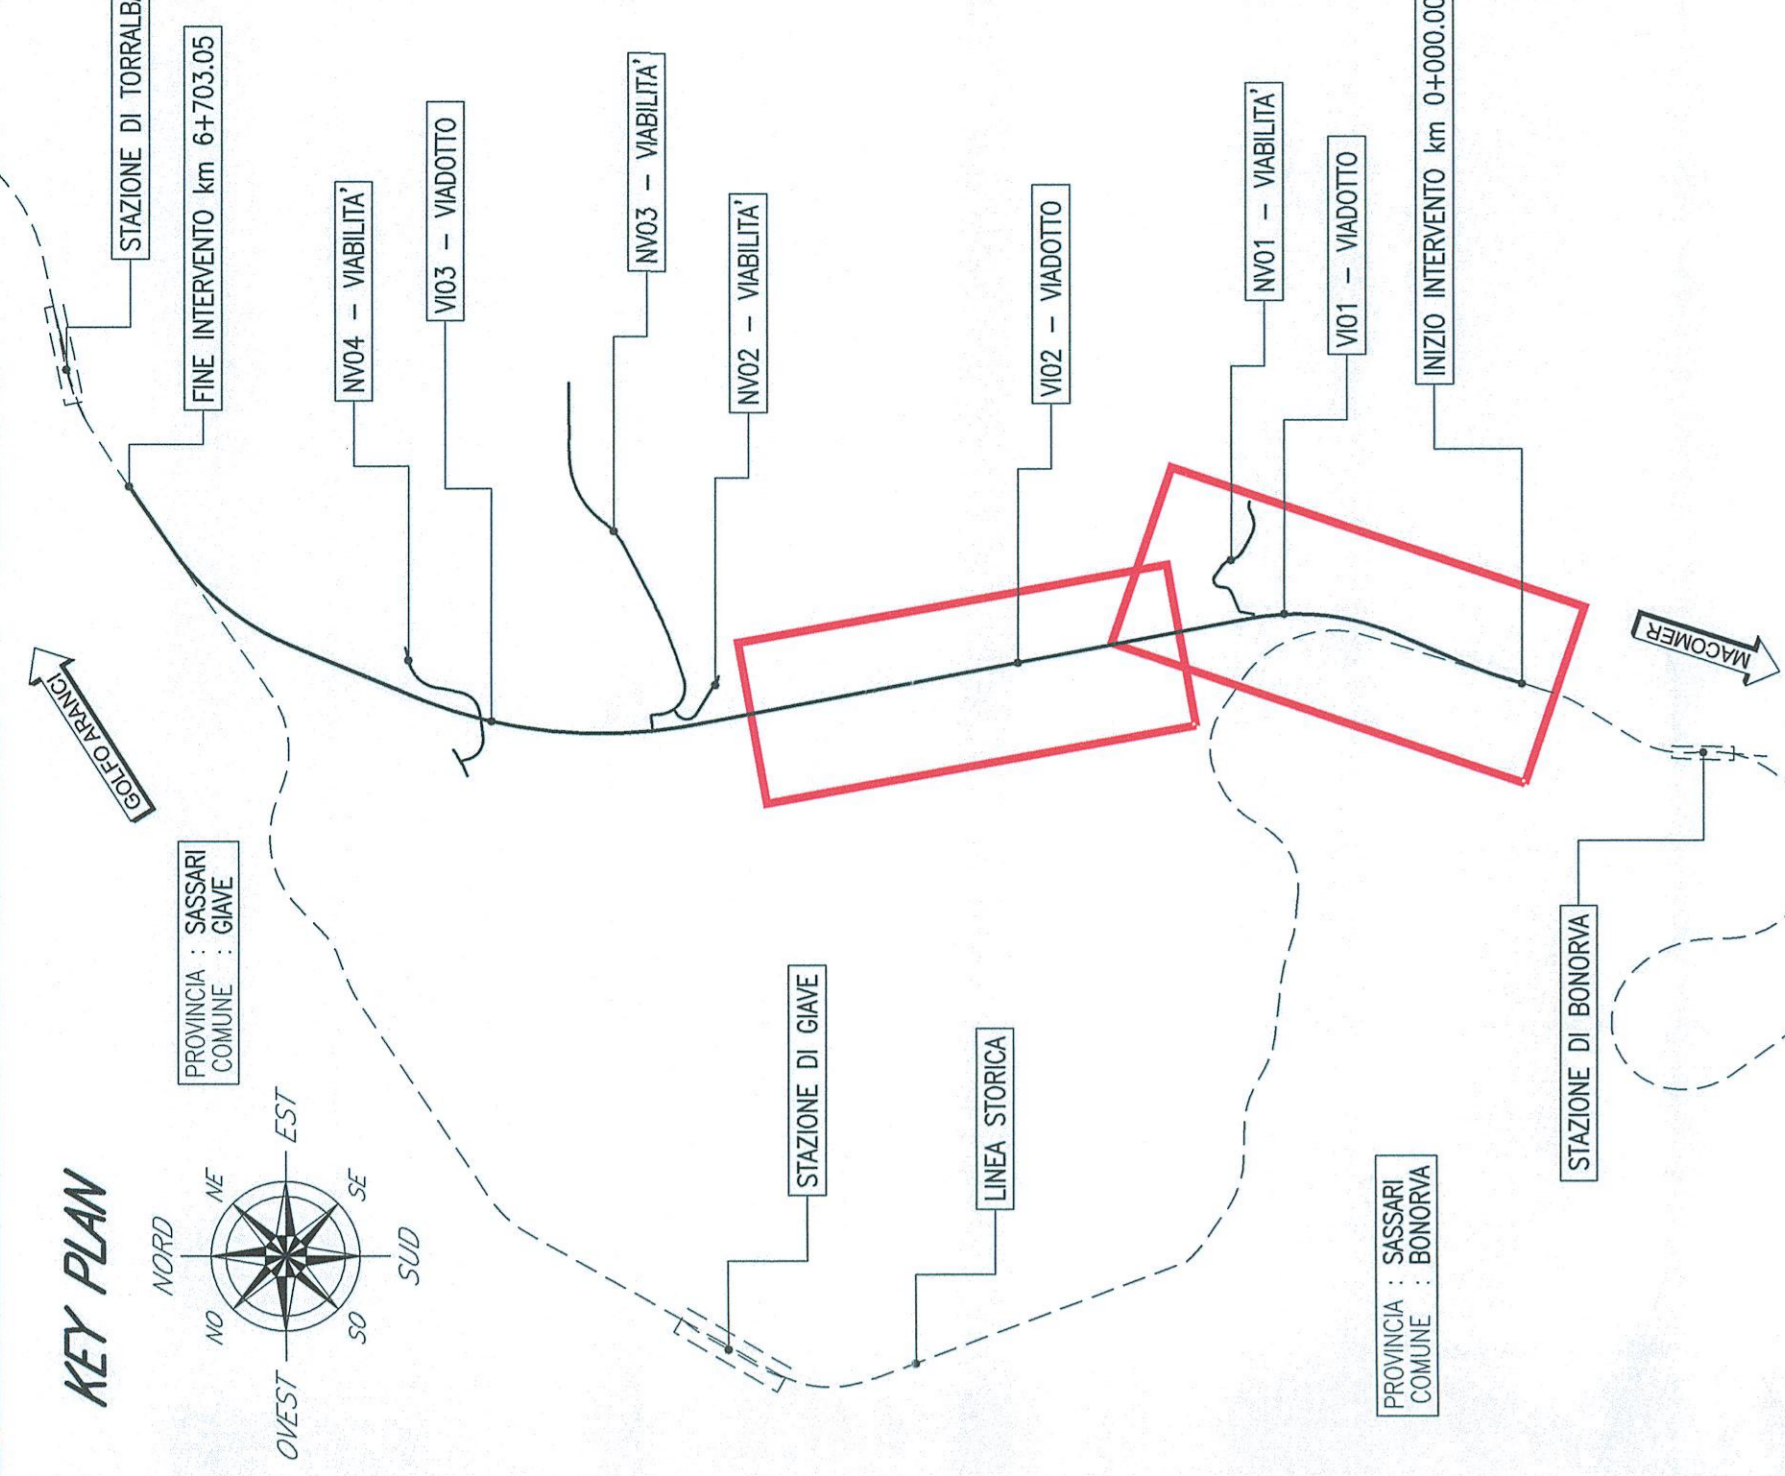 KEY PLAN
NORD
NO
NE
OVEST
EST
SO
SE
SUD
PROVINCIA : SASSARI
COMUNE : GIAVE
GOLFO ARANCI
STAZIONE DI TORRALB
FINE INTERVENTO km 6+703.05
NV04 - VIABILITA'
VI03 - VIADOTTO
NV03 - VIABILITA'
NV02 - VIABILITA'
STAZIONE DI GIAVE
LINEA STORICA
VI02 - VIADOTTO
NV01 - VIABILITA'
VI01 - VIADOTTO
INIZIO INTERVENTO km 0+000.00
PROVINCIA : SASSARI
COMUNE : BONORVA
STAZIONE DI BONORVA
MACOMER